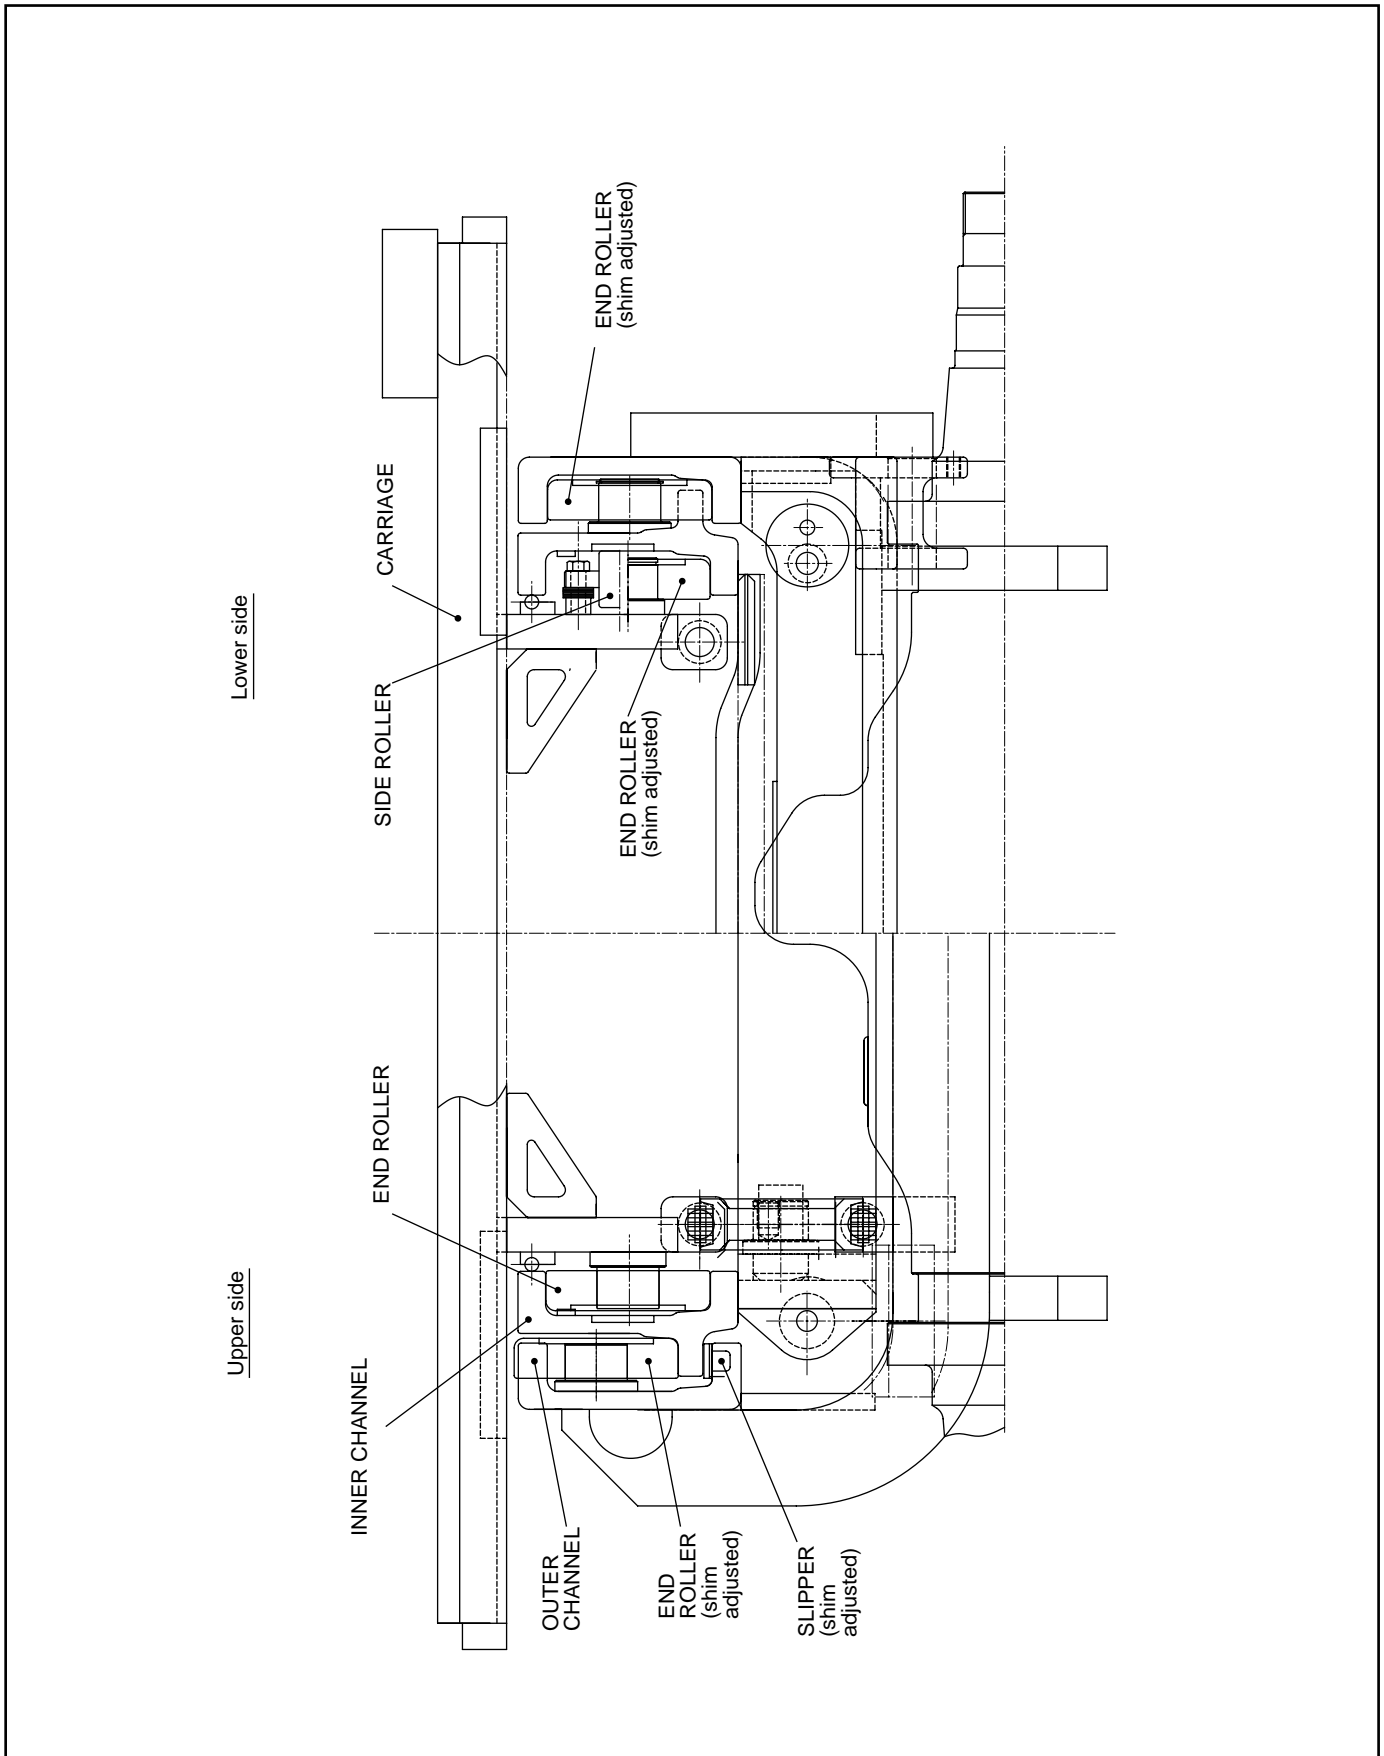 Upper side
Lower side
INNER CHANNEL
END ROLLER
SIDE ROLLER
CARRIAGE
OUTER
CHANNEL
END
ROLLER
(shim
adjusted)
SLIPPER
(shim
adjusted)
END ROLLER
(shim adjusted)
END ROLLER
(shim adjusted)